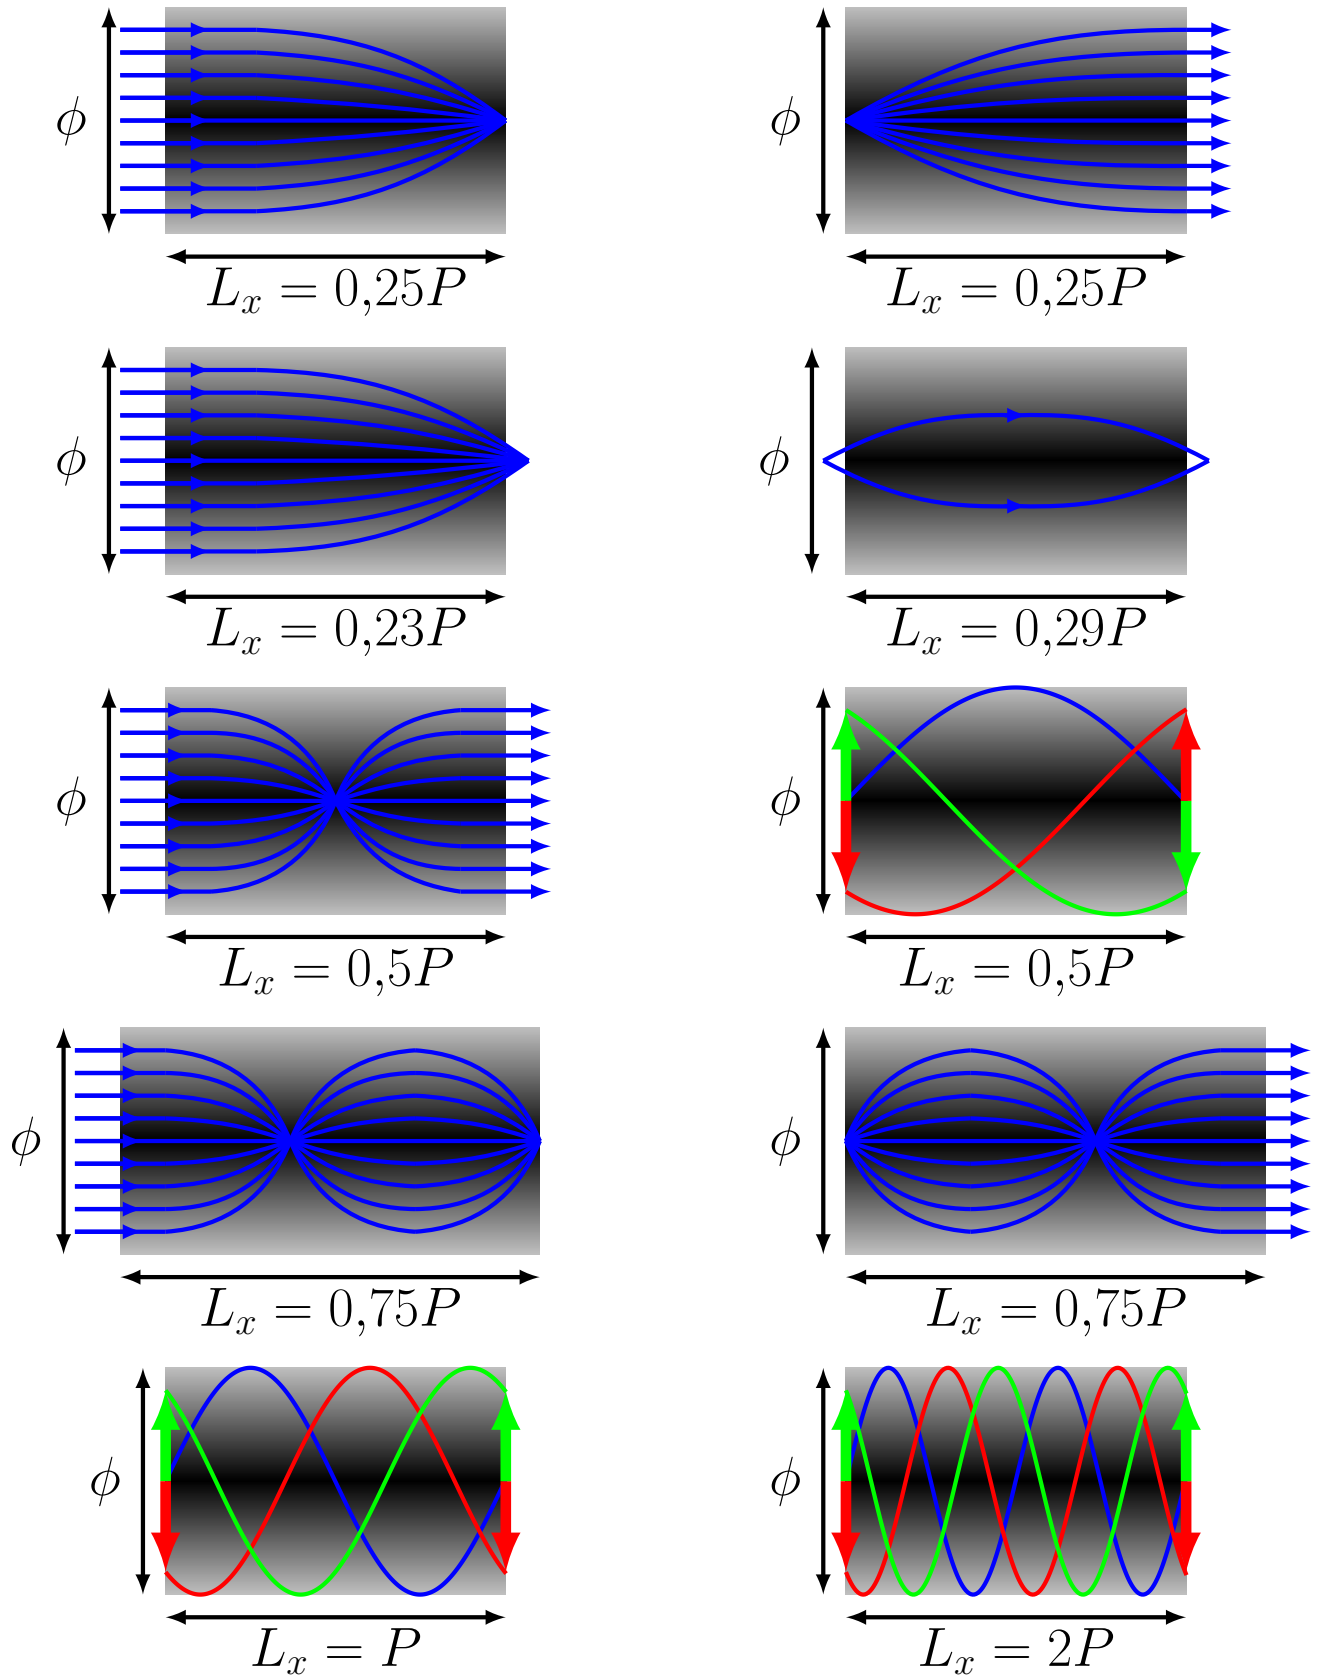 ϕ ϕ
L_x = 0,25P L_x = 0,25P
ϕ ϕ
L_x = 0,23P L_x = 0,29P
ϕ ϕ
L_x = 0,5P L_x = 0,5P
ϕ ϕ
L_x = 0,75P L_x = 0,75P
ϕ ϕ
L_x = P L_x = 2P